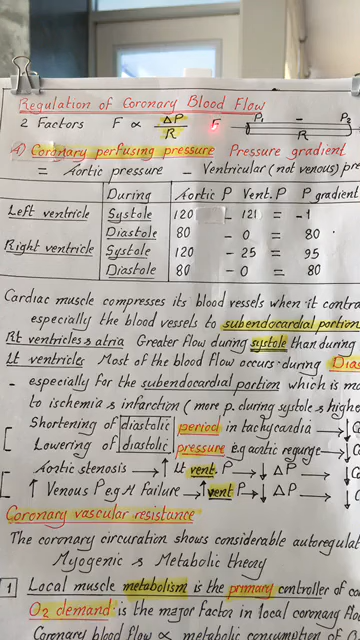 Regulation of Coronary Blood Flow
2 Factors F ∝ ΔP / R F P1 - P2 R
A) Coronary perfusing pressure Pressure gradient
= Aortic pressure - Ventricular (not venous) pre
During Aortic P Vent. P P gradient
Left ventricle Systole 120 - 121 = -1
Diastole 80 - 0 = 80
Right ventricle Systole 120 - 25 = 95
Diastole 80 - 0 = 80
Cardiac muscle compresses its blood vessels when it contra
especially the blood vessels to subendocardial portion
Rt ventricles & atria Greater flow during systole than during
Lt ventricle Most of the blood flow occurs during Dias
- especially for the subendocardial portion which is mo
to ischemia & infarction (more p. during systole & highe
Shortening of diastolic period in tachycardia → ↓ Co
Lowering of diastolic pressure e.g aortic regurge → ↓ Co
Aortic stenosis → ↑ Lt vent. P → ↓ ΔP → ↓ C
↑ Venous P e.g H failure → ↑ vent P → ↓ ΔP → ↓ C
Coronary vascular resistance
The coronary circuration shows considerable autoregulat
Myogenic & Metabolic theory
1 Local muscle metabolism is the primary controller of co
O2 demand is the major factor in local coronary flo
Coronary blood flow ∝ metabolic consumption of